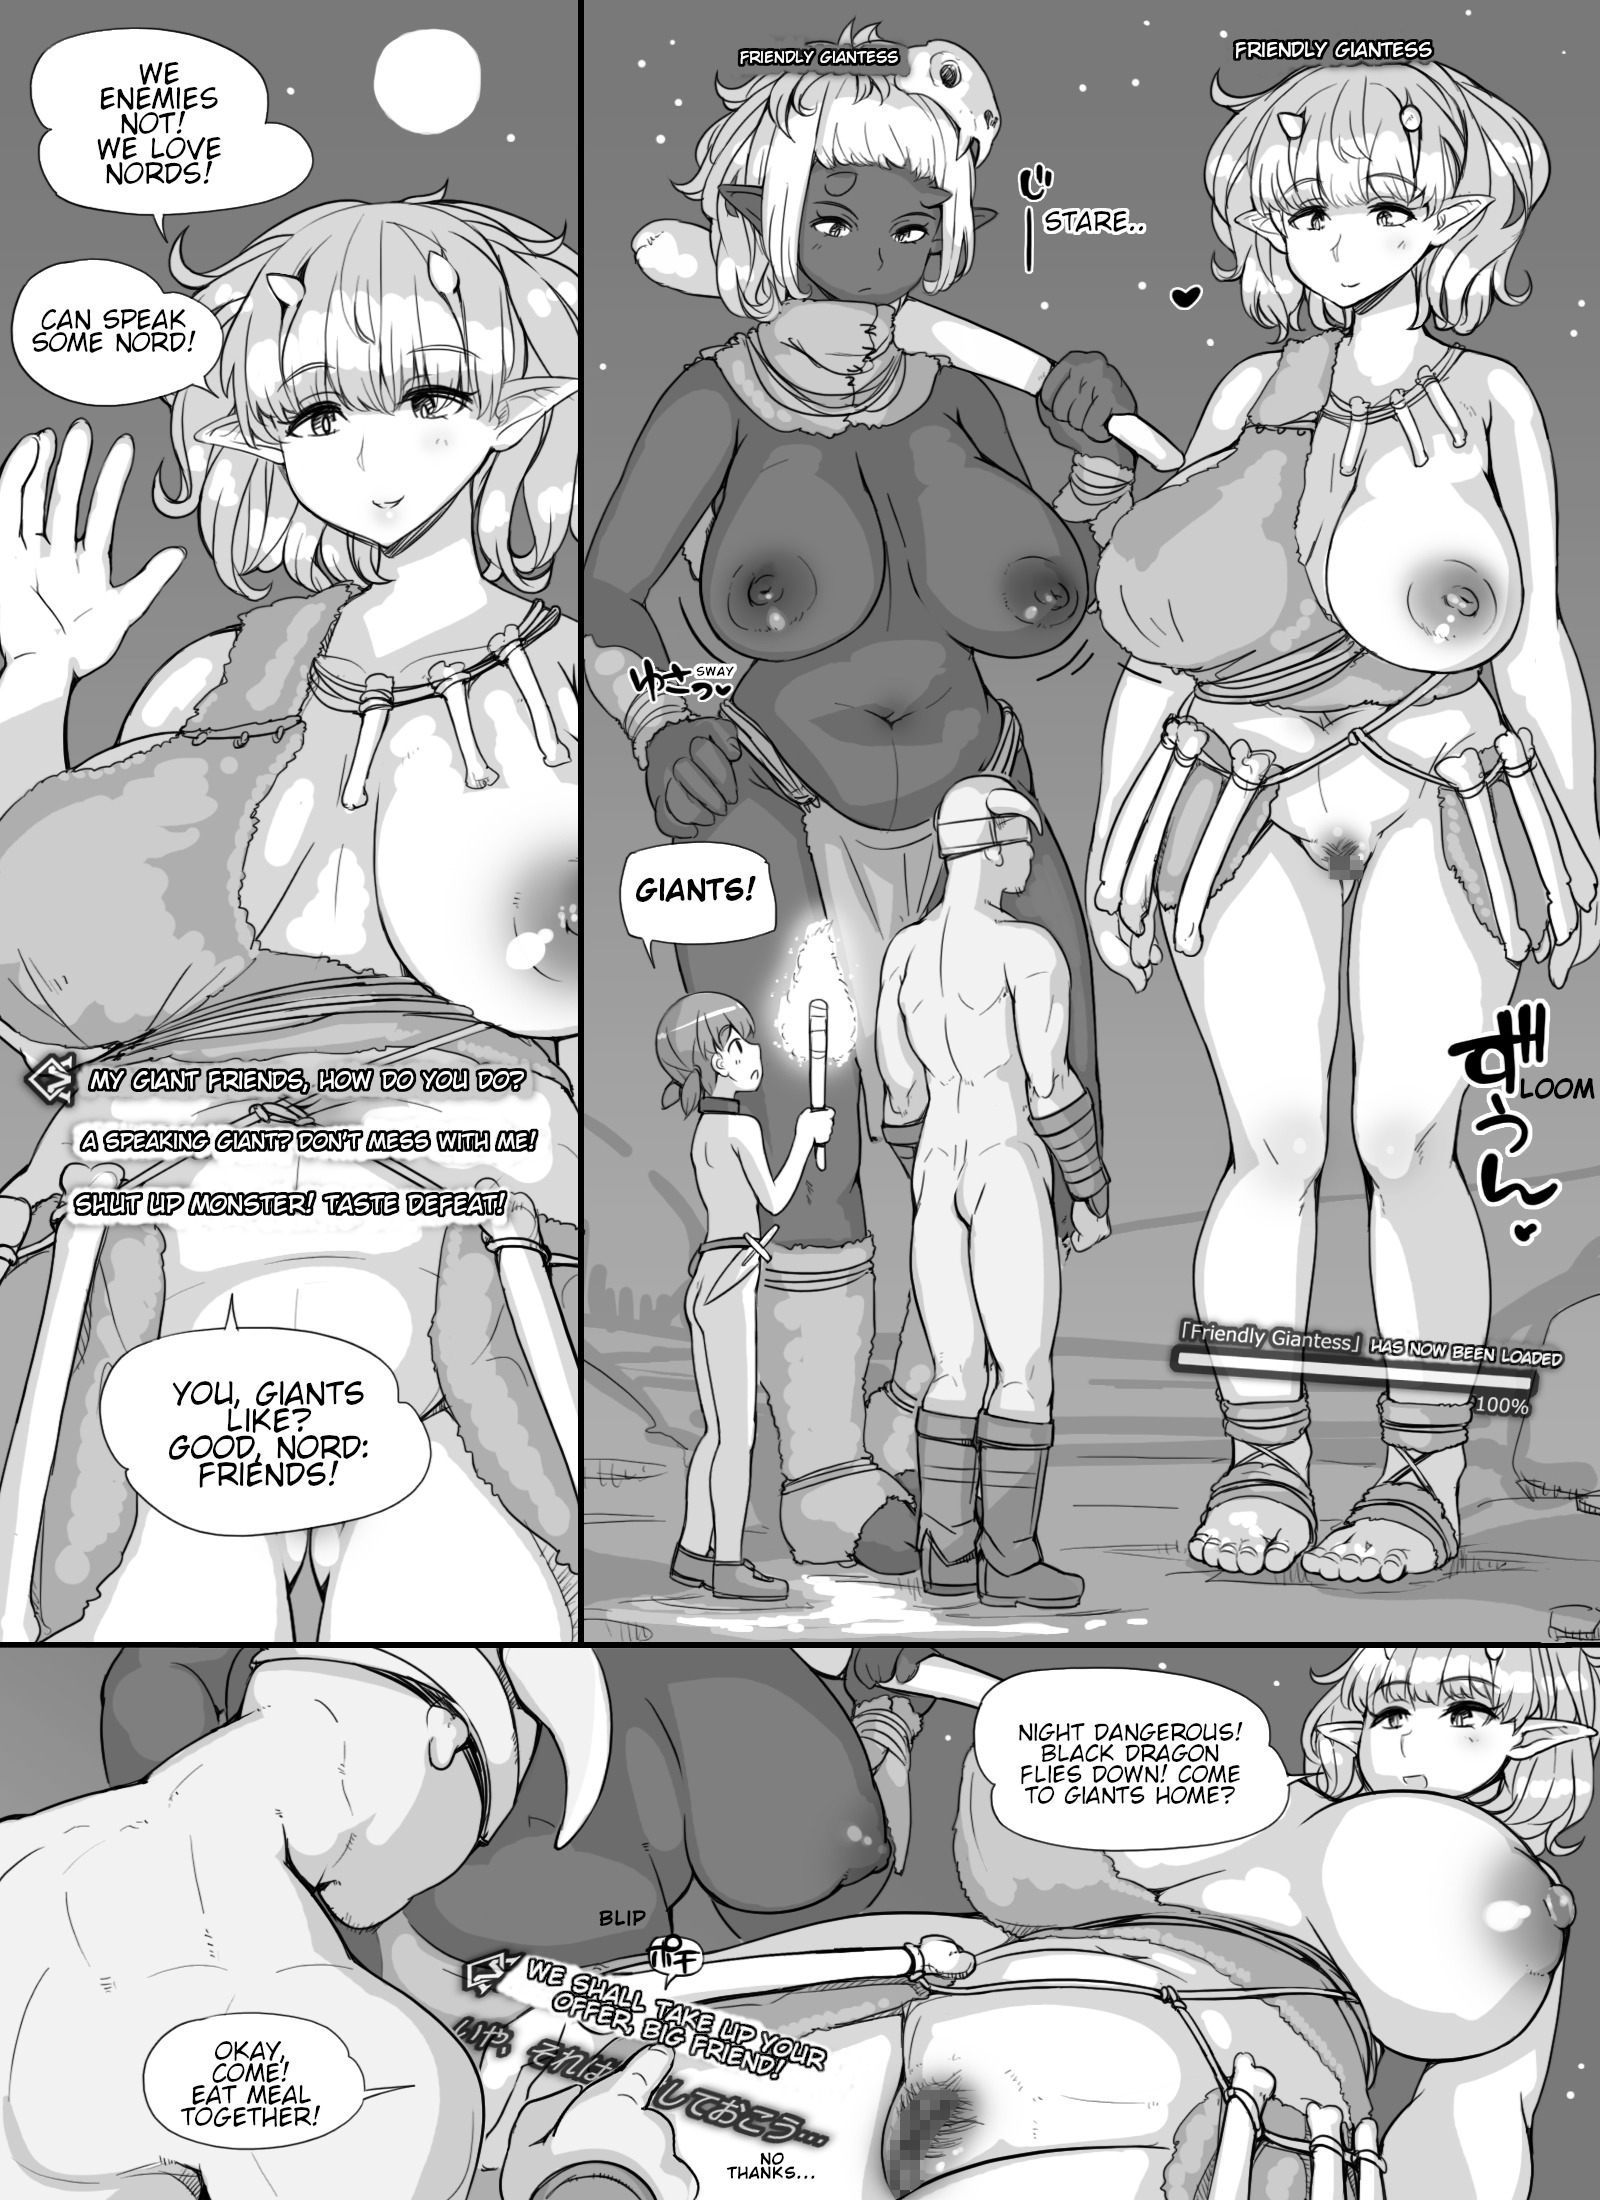 WE
ENEMIES
NOT!
WE LOVE
NORDS!
CAN SPEAK
SOME NORD!
MY GIANT FRIENDS, HOW DO YOU DO?
A SPEAKING GIANT? DON'T MESS WITH ME!
SHUT UP MONSTER! TASTE DEFEAT!
YOU, GIANTS
LIKE?
GOOD, NORD:
FRIENDS!
FRIENDLY GIANTESS
FRIENDLY GIANTESS
じー
STARE..
ゆさっ
SWAY
GIANTS!
ずぅん
LOOM
「Friendly Giantess」 HAS NOW BEEN LOADED
100%
NIGHT DANGEROUS!
BLACK DRAGON
FLIES DOWN! COME
TO GIANTS HOME?
BLIP
ポチ
WE SHALL TAKE UP YOUR
OFFER, BIG FRIEND!
いや、それは
しておこう…
NO
THANKS...
OKAY,
COME!
EAT MEAL
TOGETHER!